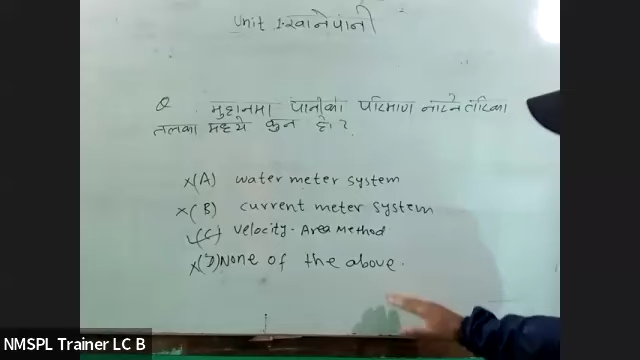 Unit 1. खानेपानी
Q मुहानमा पानीको परिमाण नाप्ने तरिका
तलका मध्ये कुन हो ?
×(A) water meter system
×(B) current meter system
✓(C) Velocity - Area Method
×(D) None of the above.
NMSPL Trainer LC B